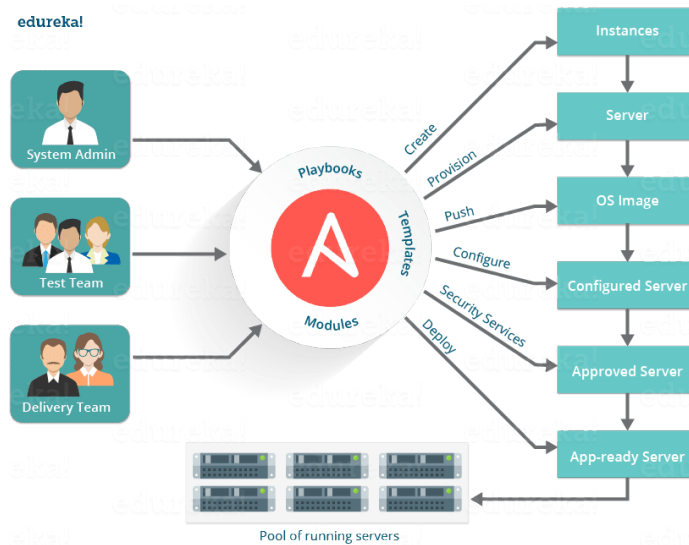 edureka!
System Admin
Test Team
Delivery Team
Playbooks
Templates
Modules
Create
Provision
Push
Configure
Security Services
Deploy
Instances
Server
OS Image
Configured Server
Approved Server
App-ready Server
Pool of running servers